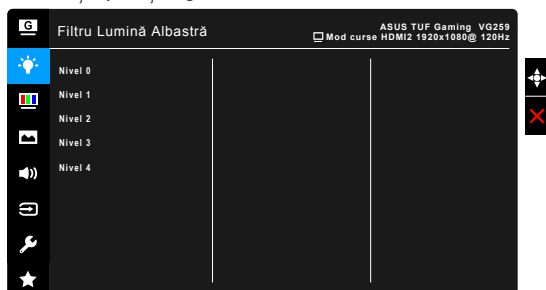 G
Filtru Lumină Albastră
ASUS TUF Gaming VG259
Mod curse HDMI2 1920x1080@ 120Hz
Nivel 0
Nivel 1
Nivel 2
Nivel 3
Nivel 4